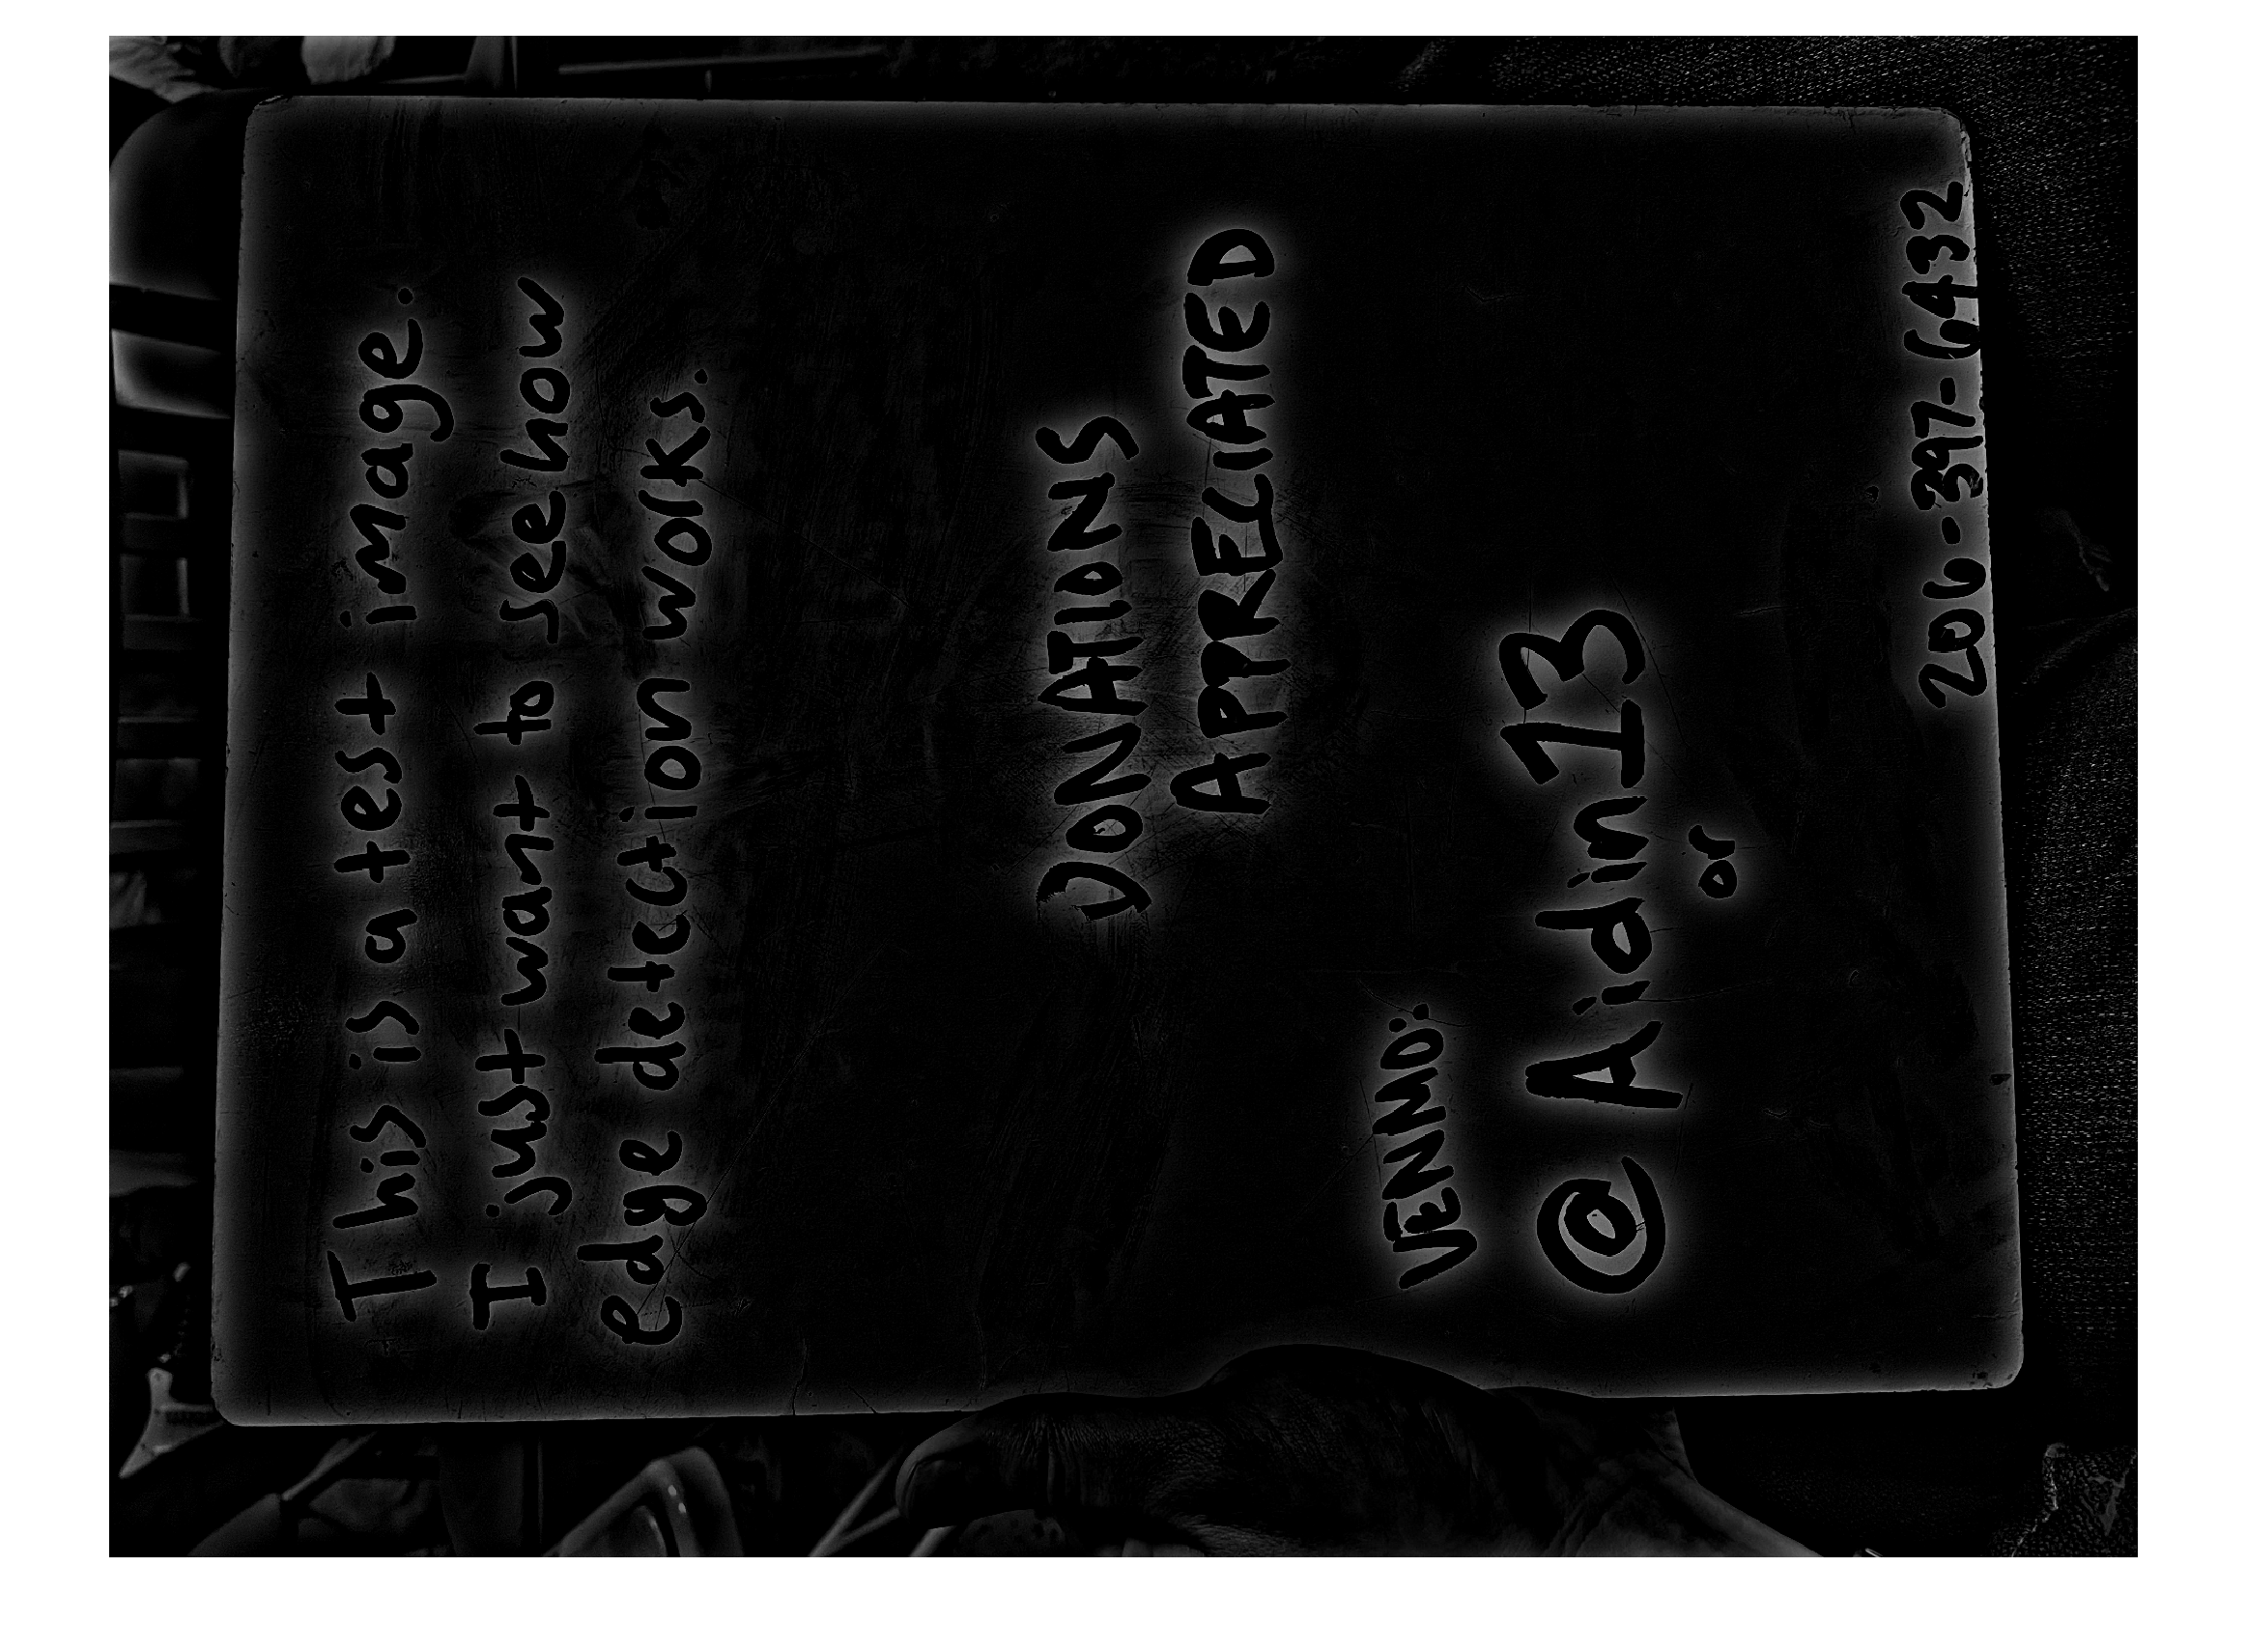 This is a test image.
I just want to see how
edge detection works.
DONATIONS
APPRECIATED
VENMO:
@Aidin13
or
206-397-6432